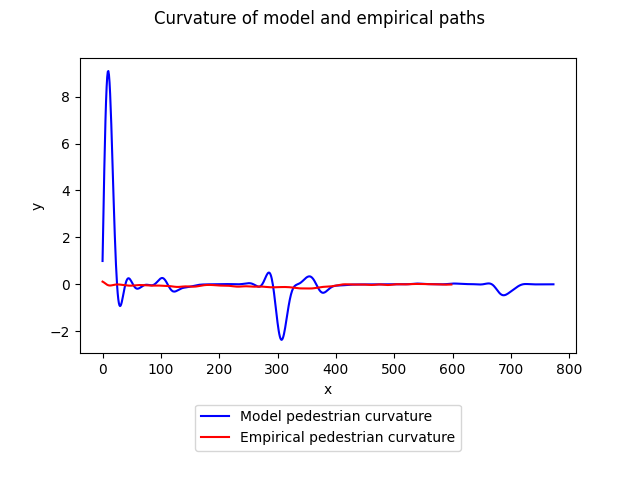 Curvature of model and empirical paths
y
8
6
4
2
0
−2
0 100 200 300 400 500 600 700 800
x
Model pedestrian curvature
Empirical pedestrian curvature